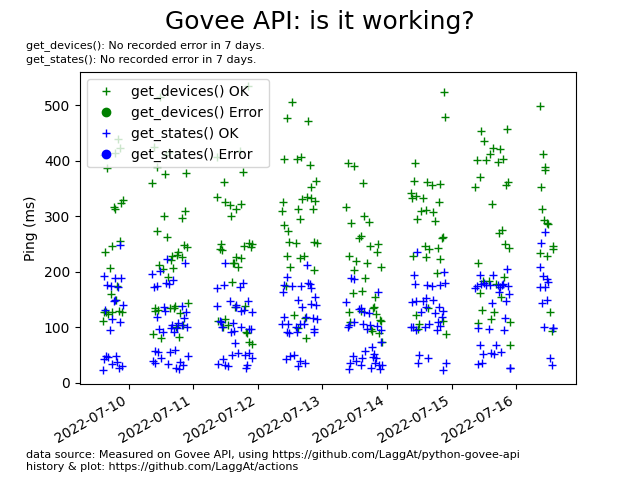 Govee API: is it working?
get_devices(): No recorded error in 7 days.
get_states(): No recorded error in 7 days.
get_devices() OK
get_devices() Error
get_states() OK
get_states() Error
Ping (ms)
500
400
300
200
100
0
2022-07-10
2022-07-11
2022-07-12
2022-07-13
2022-07-14
2022-07-15
2022-07-16
data source: Measured on Govee API, using https://github.com/LaggAt/python-govee-api
history & plot: https://github.com/LaggAt/actions